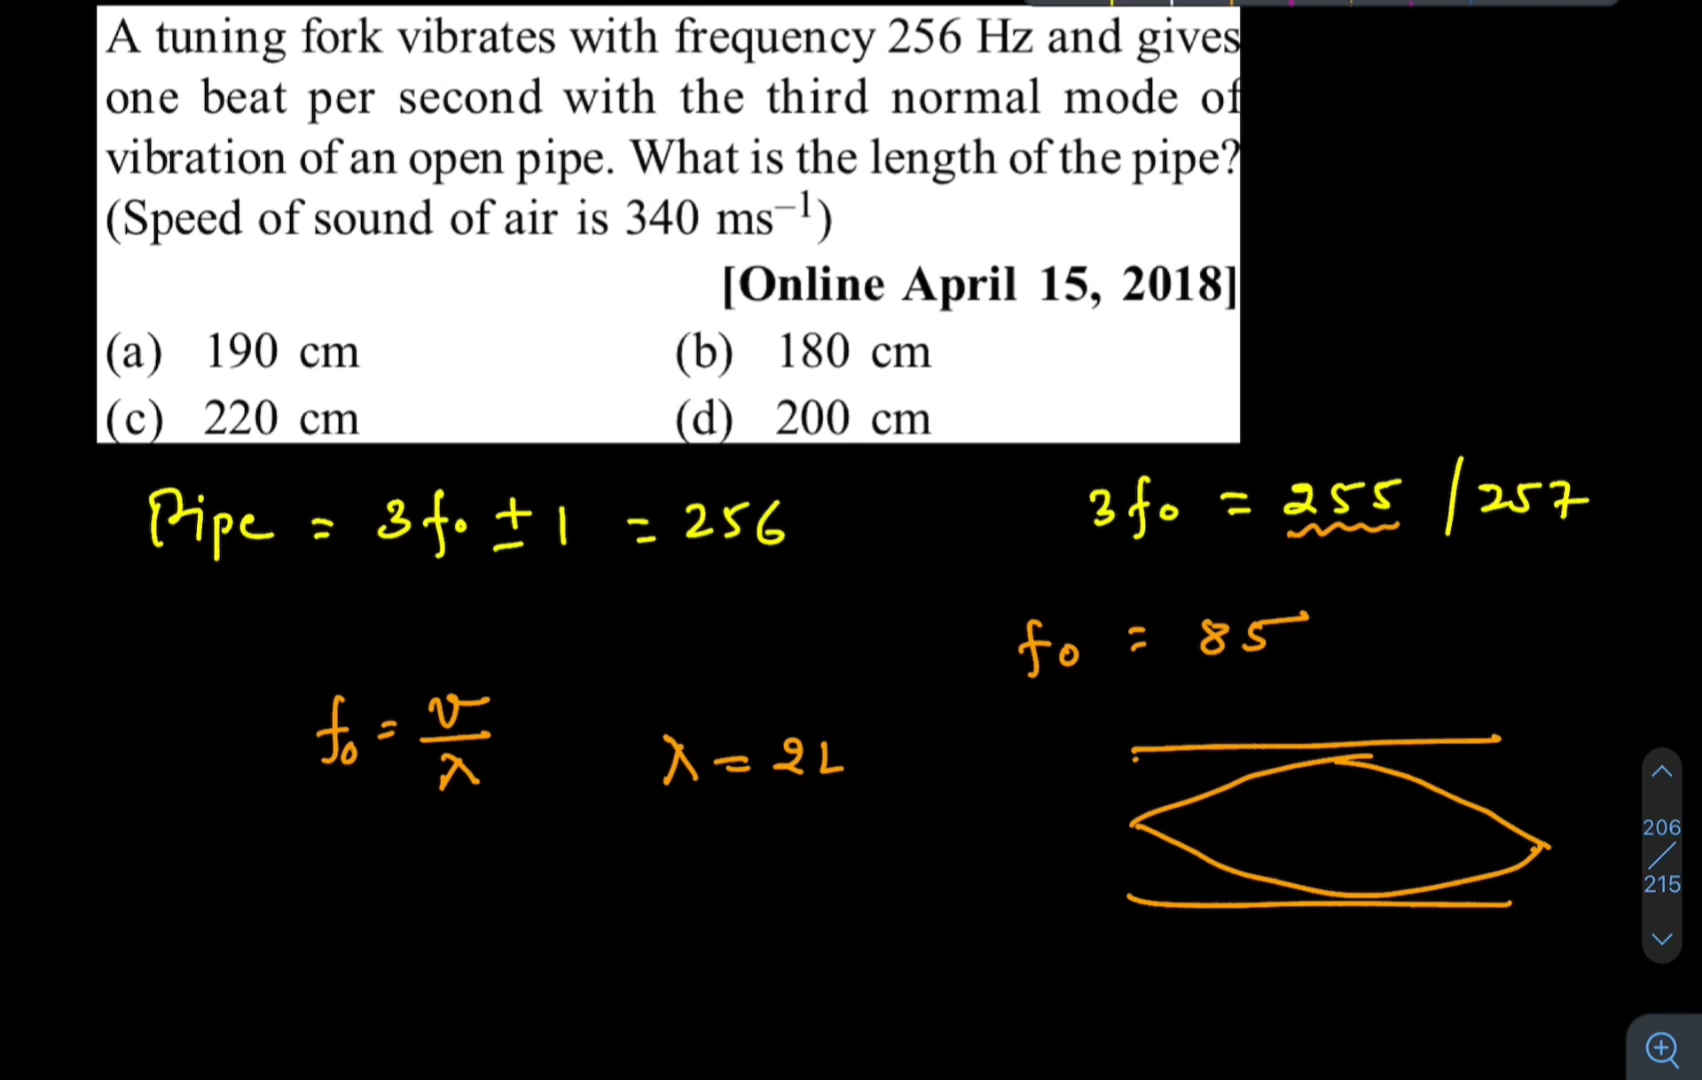 A tuning fork vibrates with frequency 256 Hz and gives
one beat per second with the third normal mode of
vibration of an open pipe. What is the length of the pipe?
(Speed of sound of air is 340 ms⁻¹)
[Online April 15, 2018]
(a) 190 cm (b) 180 cm
(c) 220 cm (d) 200 cm
Pipe = 3f₀ ± 1 = 256 3f₀ = 255 / 257
f₀ = 85
f₀ = v/λ λ = 2L
206
/
215